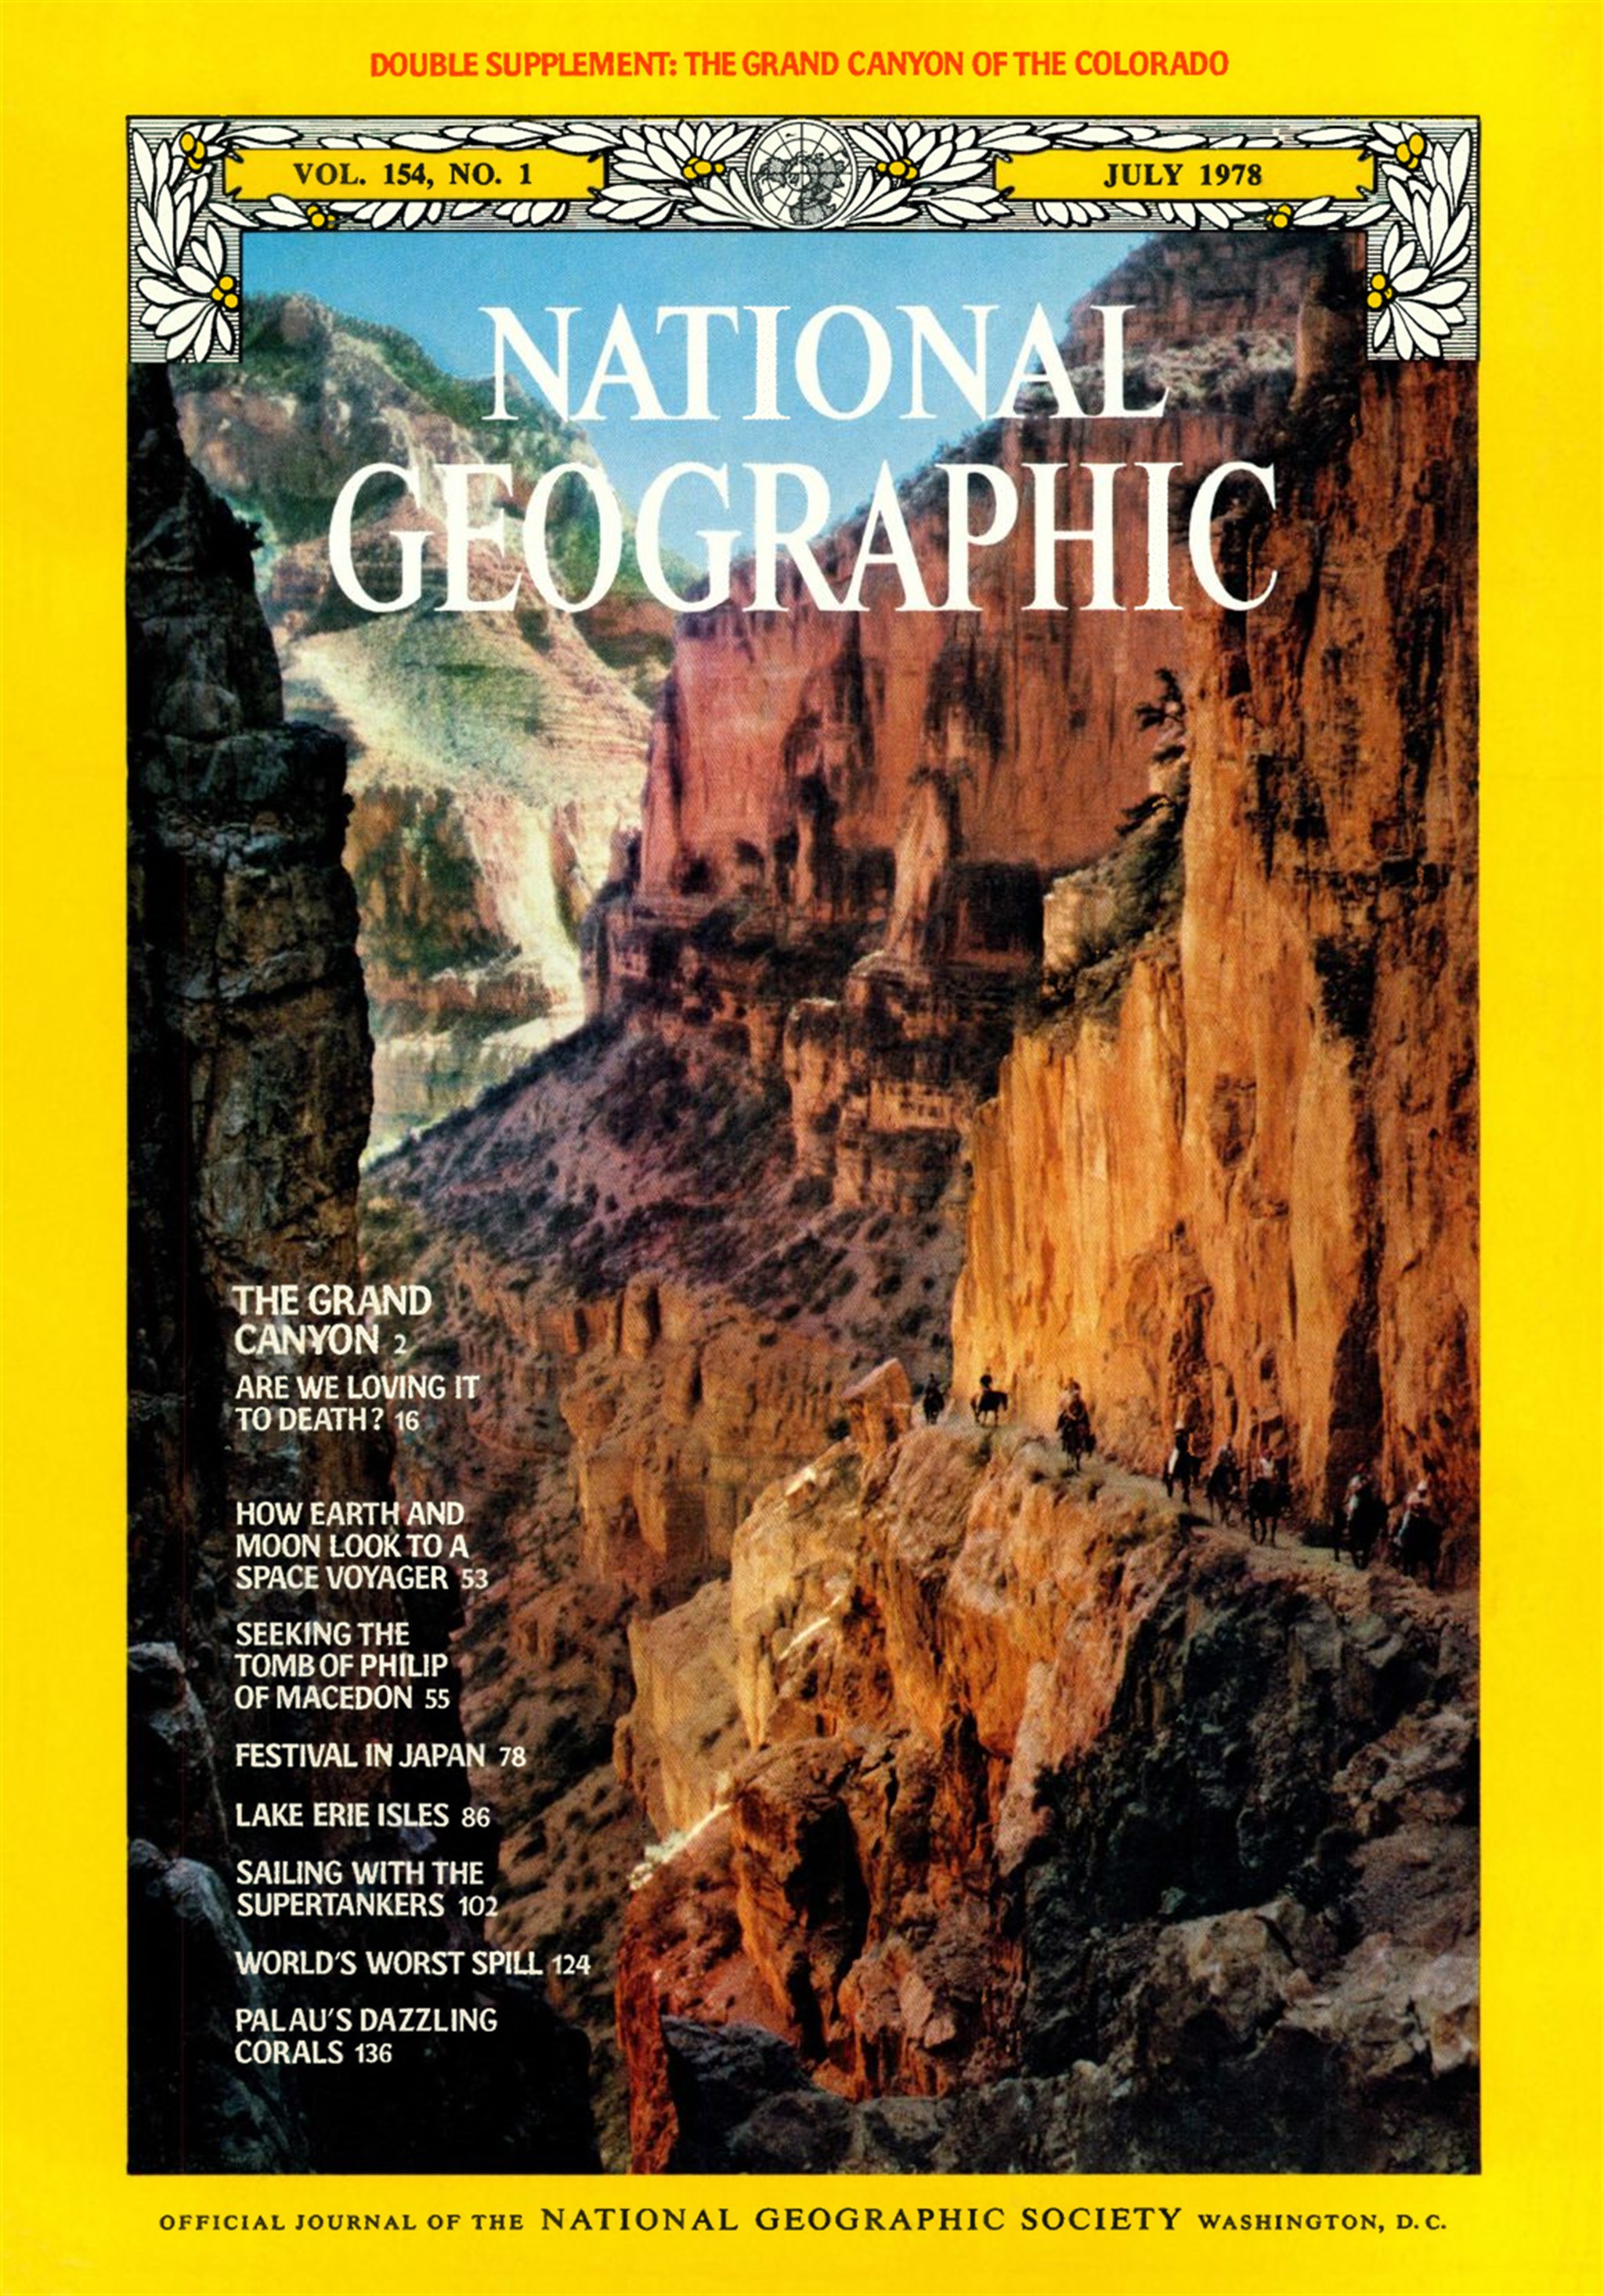 DOUBLE SUPPLEMENT: THE GRAND CANYON OF THE COLORADO
VOL. 154, NO. 1
JULY 1978
NATIONAL
GEOGRAPHIC
THE GRAND
CANYON 2
ARE WE LOVING IT
TO DEATH? 16
HOW EARTH AND
MOON LOOK TO A
SPACE VOYAGER 53
SEEKING THE
TOMB OF PHILIP
OF MACEDON 55
FESTIVAL IN JAPAN 78
LAKE ERIE ISLES 86
SAILING WITH THE
SUPERTANKERS 102
WORLD'S WORST SPILL 124
PALAU'S DAZZLING
CORALS 136
OFFICIAL JOURNAL OF THE NATIONAL GEOGRAPHIC SOCIETY WASHINGTON, D.C.